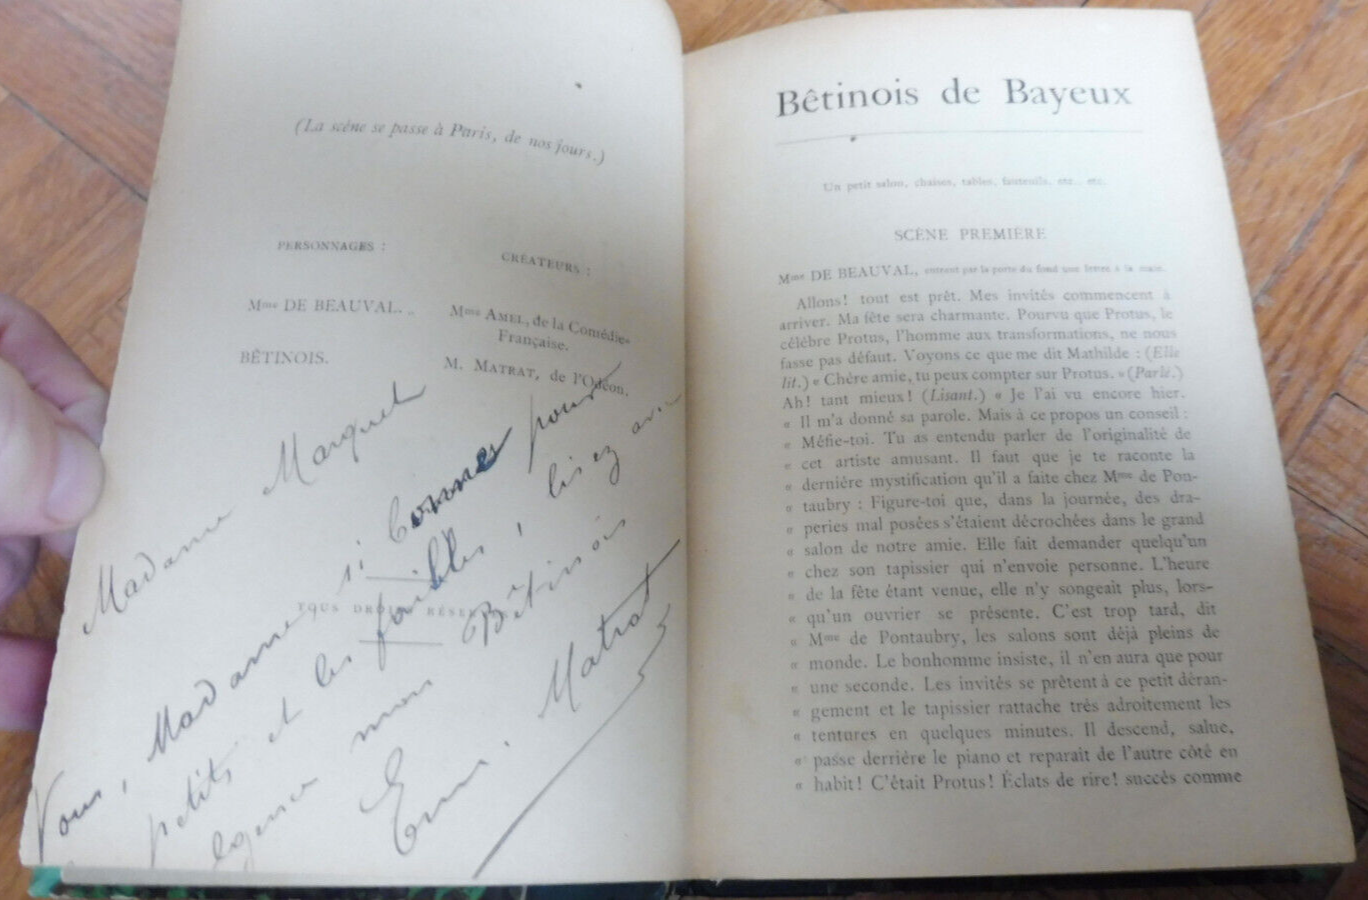 (La scène se passe à Paris, de nos jours.)
PERSONNAGES :
CRÉATEURS :
Mme DE BEAUVAL. ..
Mme AMEL, de la Comédie-
Française.
BÊTINOIS.
M. MATRAT, de l'Odéon.
Madame Marquet
TOUS DROITS RÉSER
Vous, Madame, si bonne pour
les petits et les faibles, lisez avec
mon Bêtinois
Matrat
Bêtinois de Bayeux
Un petit salon, chaises, tables, fauteuils, etc., etc.
SCÈNE PREMIÈRE
Mme DE BEAUVAL, entrant par la porte du fond une lettre à la main.
Allons! tout est prêt. Mes invités commencent à
arriver. Ma fête sera charmante. Pourvu que Protus, le
célèbre Protus, l'homme aux transformations, ne nous
fasse pas défaut. Voyons ce que me dit Mathilde : (Elle
lit.) « Chère amie, tu peux compter sur Protus. » (Parlé.)
Ah! tant mieux! (Lisant.) « Je l'ai vu encore hier.
« Il m'a donné sa parole. Mais à ce propos un conseil :
« Méfie-toi. Tu as entendu parler de l'originalité de
« cet artiste amusant. Il faut que je te raconte la
« dernière mystification qu'il a faite chez Mme de Pon-
« taubry : Figure-toi que, dans la journée, des dra-
« peries mal posées s'étaient décrochées dans le grand
« salon de notre amie. Elle fait demander quelqu'un
« chez son tapissier qui n'envoie personne. L'heure
« de la fête étant venue, elle n'y songeait plus, lors-
« qu'un ouvrier se présente. C'est trop tard, dit
« Mme de Pontaubry, les salons sont déjà pleins de
« monde. Le bonhomme insiste, il n'en aura que pour
« une seconde. Les invités se prêtent à ce petit déran-
« gement et le tapissier rattache très adroitement les
« tentures en quelques minutes. Il descend, salue,
« passe derrière le piano et reparaît de l'autre côté en
« habit! C'était Protus! Éclats de rire! succès comme